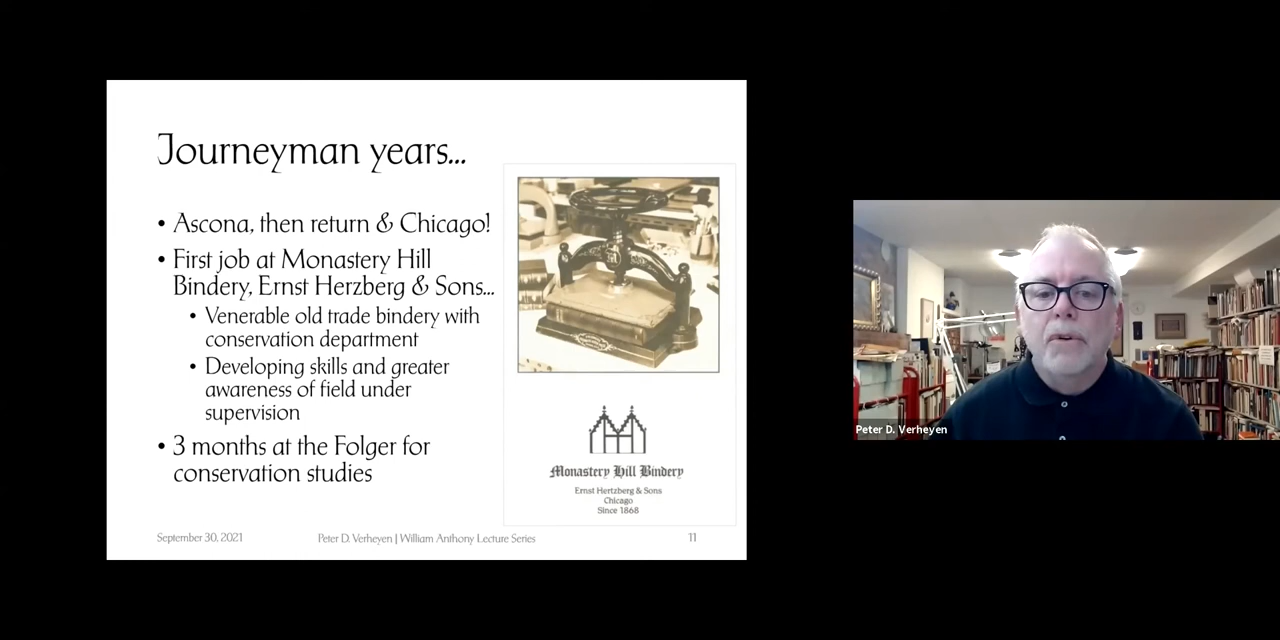 Journeyman years...
• Ascona, then return & Chicago!
• First job at Monastery Hill
Bindery, Ernst Herzberg & Sons...
• Venerable old trade bindery with
conservation department
• Developing skills and greater
awareness of field under
supervision
• 3 months at the Folger for
conservation studies
Monastery Hill Bindery
Ernst Hertzberg & Sons
Chicago
Since 1868
September 30, 2021
Peter D. Verheyen | William Anthony Lecture Series
11
Peter D. Verheyen